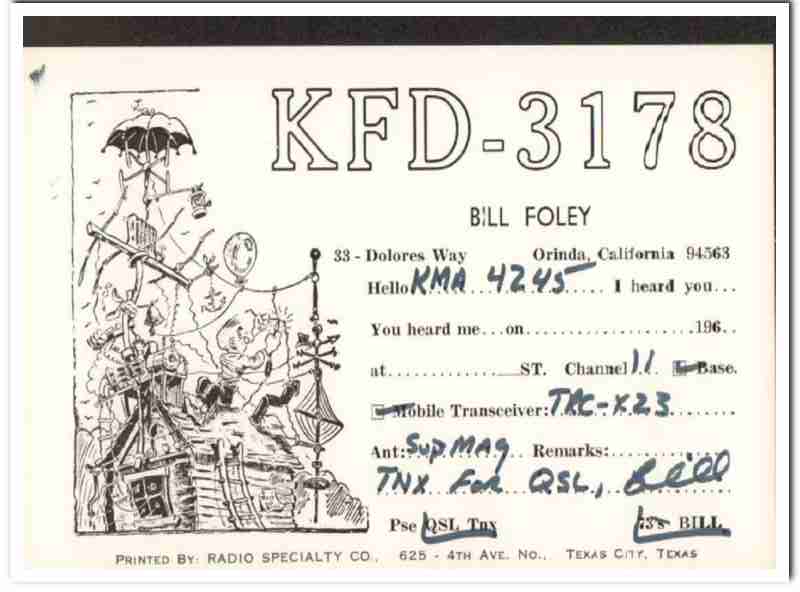 KFD-3178
BILL FOLEY
33 - Dolores Way Orinda, California 94563
Hello KMA 4245 ..... I heard you...
You heard me...on.....................196..
at..............ST. Channel 11 Base.
Mobile Transceiver: TRC-X23
Ant: Sup MAG .. Remarks:................
TNX For QSL, Bill
Pse QSL Tnx 73's BILL
PRINTED BY: RADIO SPECIALTY CO., 625 - 4TH AVE. NO., TEXAS CITY, TEXAS